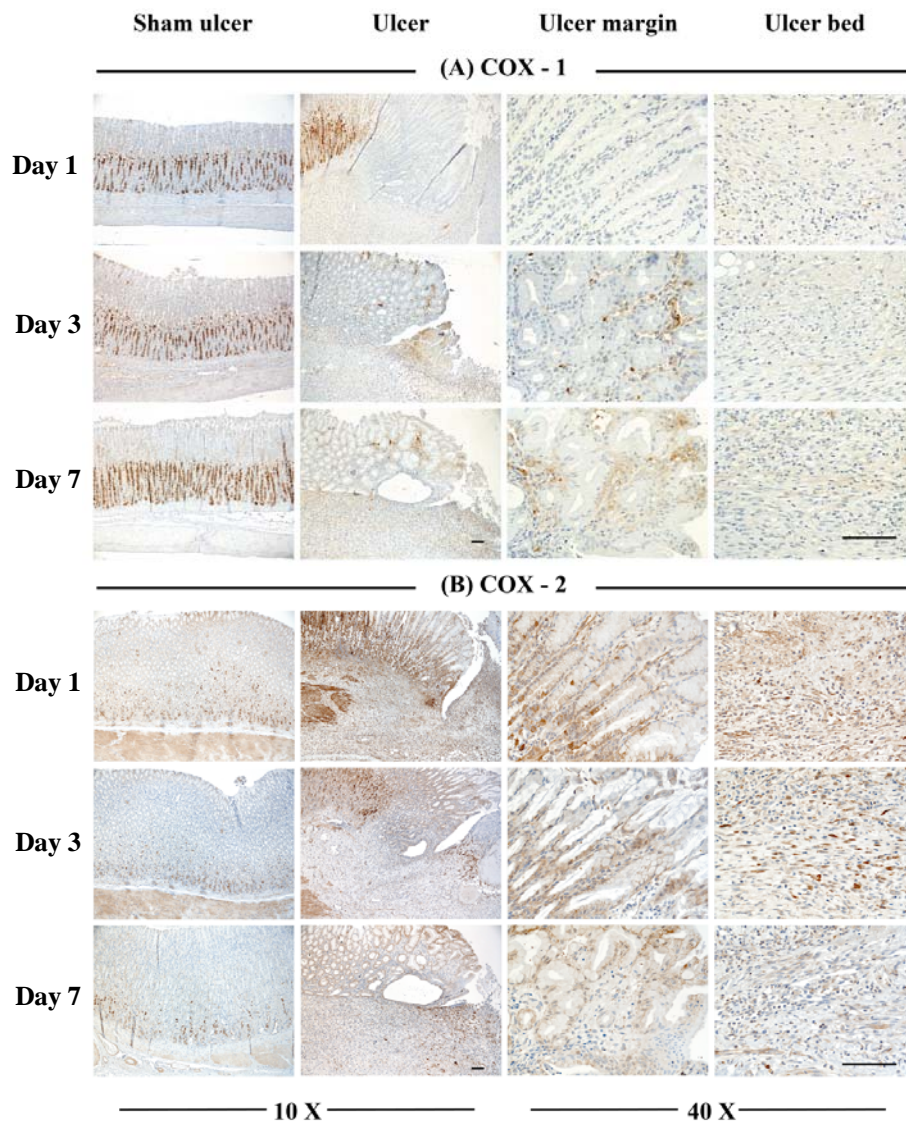 Sham ulcer Ulcer Ulcer margin Ulcer bed
(A) COX - 1
Day 1
Day 3
Day 7
(B) COX - 2
Day 1
Day 3
Day 7
10 X 40 X